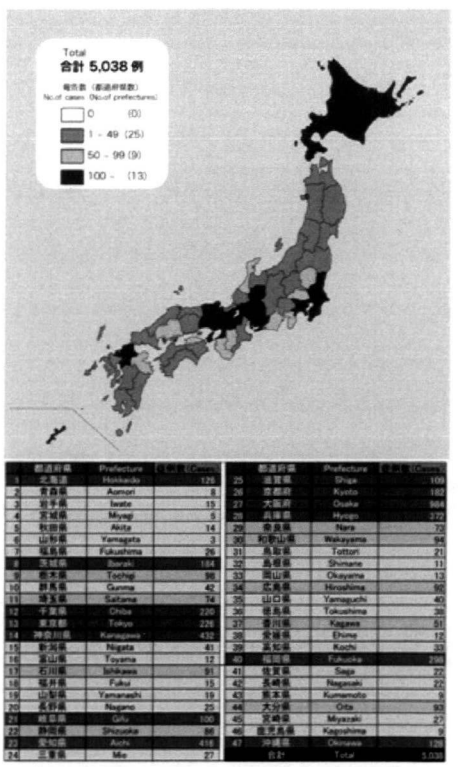 Total
合計 5,038 例
報告数 (都道府県数)
No.of cases (No.of prefectures)
0 (0)
1 - 49 (25)
50 - 99 (9)
100 - (13)
都道府県 Prefecture (Cases)
1 北海道 Hokkaido 126
2 青森県 Aomori 8
3 岩手県 Iwate 15
4 宮城県 Miyagi 5
5 秋田県 Akita 14
6 山形県 Yamagata 3
7 福島県 Fukushima 26
8 茨城県 Ibaraki 184
9 栃木県 Tochigi 98
10 群馬県 Gunma 42
11 埼玉県 Saitama 74
12 千葉県 Chiba 220
13 東京都 Tokyo 226
14 神奈川県 Kanagawa 432
15 新潟県 Niigata 41
16 富山県 Toyama 12
17 石川県 Ishikawa 91
18 福井県 Fukui 15
19 山梨県 Yamanashi 19
20 長野県 Nagano 25
21 岐阜県 Gifu 100
22 静岡県 Shizuoka 86
23 愛知県 Aichi 416
24 三重県 Mie 27
都道府県 Prefecture (Cases)
25 滋賀県 Shiga 109
26 京都府 Kyoto 182
27 大阪府 Osaka 984
28 兵庫県 Hyogo 372
29 奈良県 Nara 73
30 和歌山県 Wakayama 94
31 鳥取県 Tottori 21
32 島根県 Shimane 11
33 岡山県 Okayama 13
34 広島県 Hiroshima 92
35 山口県 Yamaguchi 40
36 徳島県 Tokushima 38
37 香川県 Kagawa 51
38 愛媛県 Ehime 12
39 高知県 Kochi 33
40 福岡県 Fukuoka 298
41 佐賀県 Saga 22
42 長崎県 Nagasaki 22
43 熊本県 Kumamoto 9
44 大分県 Oita 93
45 宮崎県 Miyazaki 27
46 鹿児島県 Kagoshima 9
47 沖縄県 Okinawa 128
合計 Total 5,038